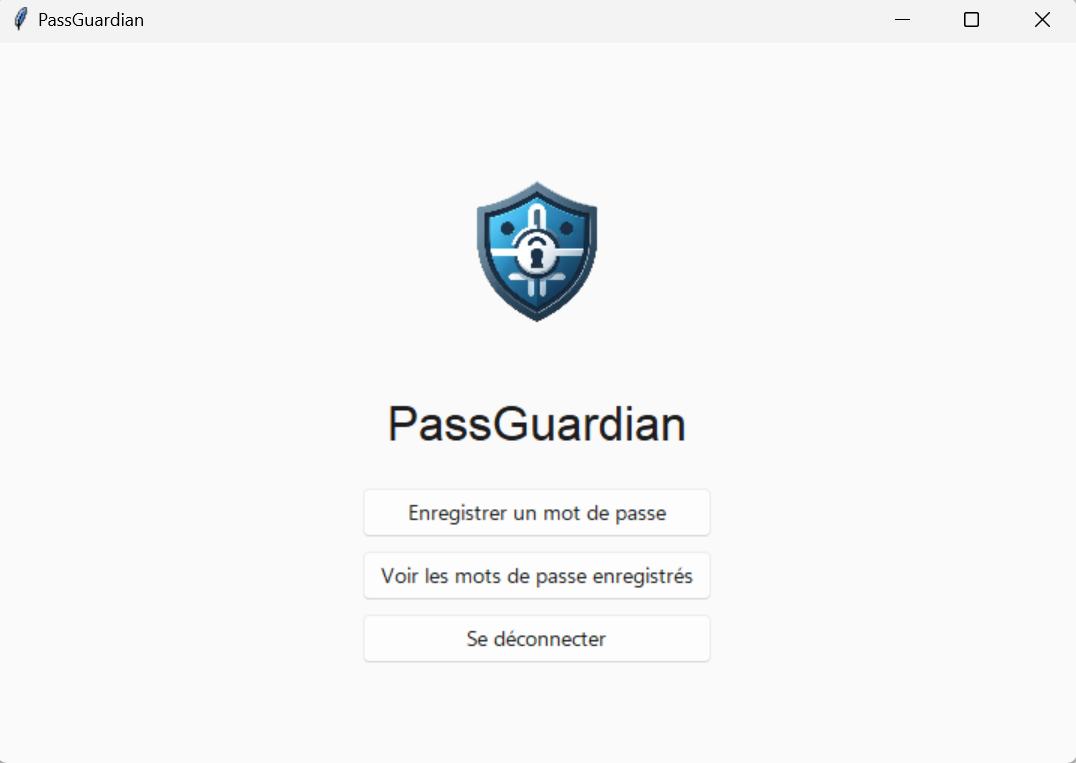 PassGuardian
PassGuardian
Enregistrer un mot de passe
Voir les mots de passe enregistrés
Se déconnecter